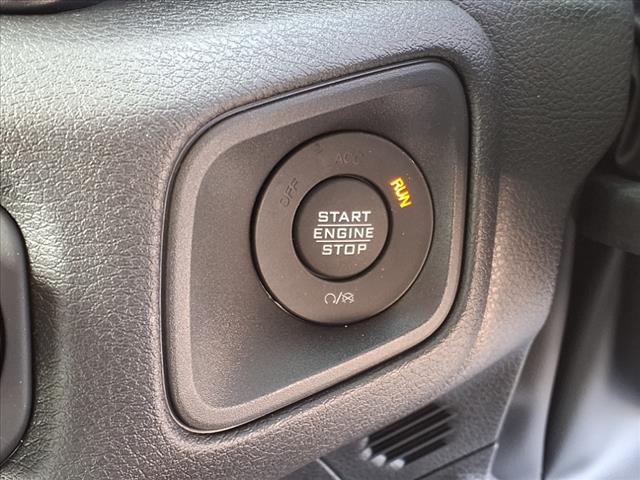 OFF
ACC
RUN
START
ENGINE
STOP